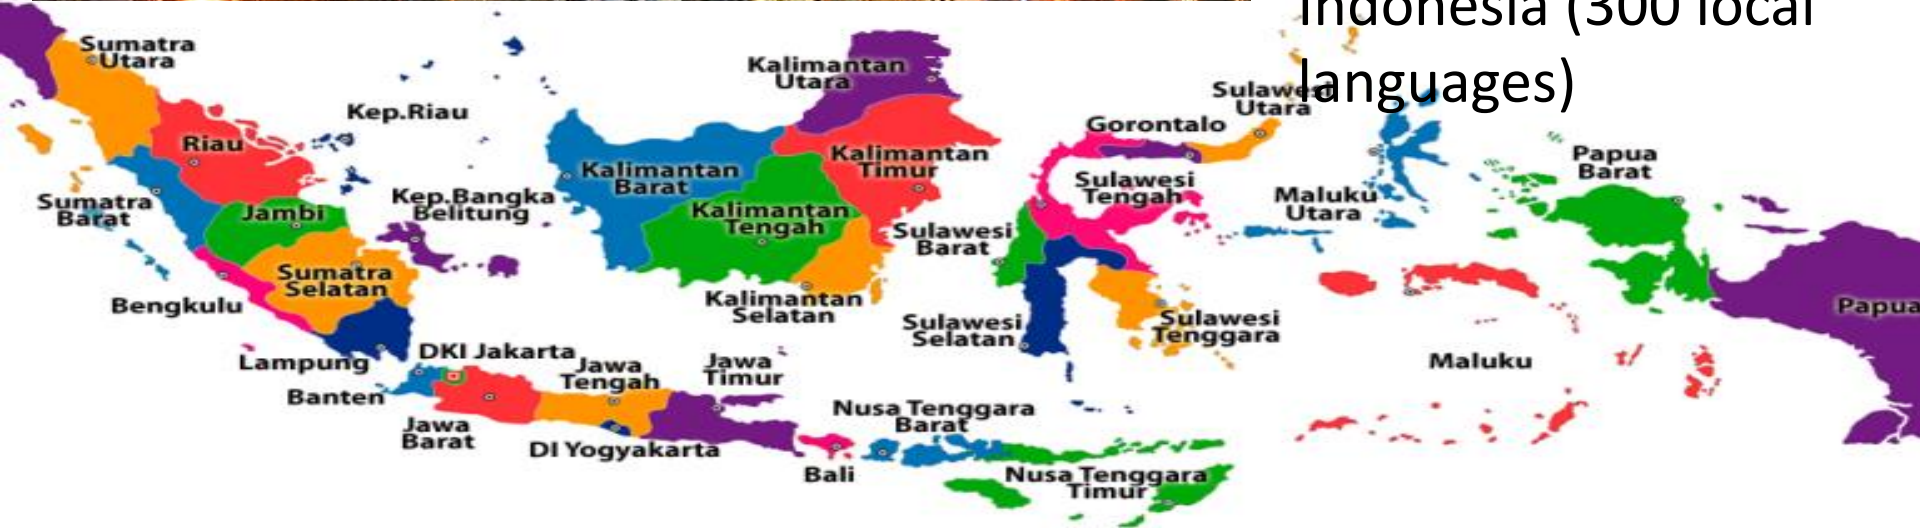 Indonesia (300 local
languages)
Sumatra
Utara
Kep.Riau
Riau
Sumatra
Barat
Jambi
Kep.Bangka
Belitung
Sumatra
Selatan
Bengkulu
Lampung
Banten
DKI Jakarta
Jawa
Barat
Jawa
Tengah
DI Yogyakarta
Jawa
Timur
Bali
Nusa Tenggara
Barat
Nusa Tenggara
Timur
Kalimantan
Utara
Kalimantan
Barat
Kalimantan
Timur
Kalimantan
Tengah
Kalimantan
Selatan
Sulawesi
Utara
Gorontalo
Sulawesi
Tengah
Sulawesi
Barat
Sulawesi
Selatan
Sulawesi
Tenggara
Maluku
Utara
Maluku
Papua
Barat
Papua